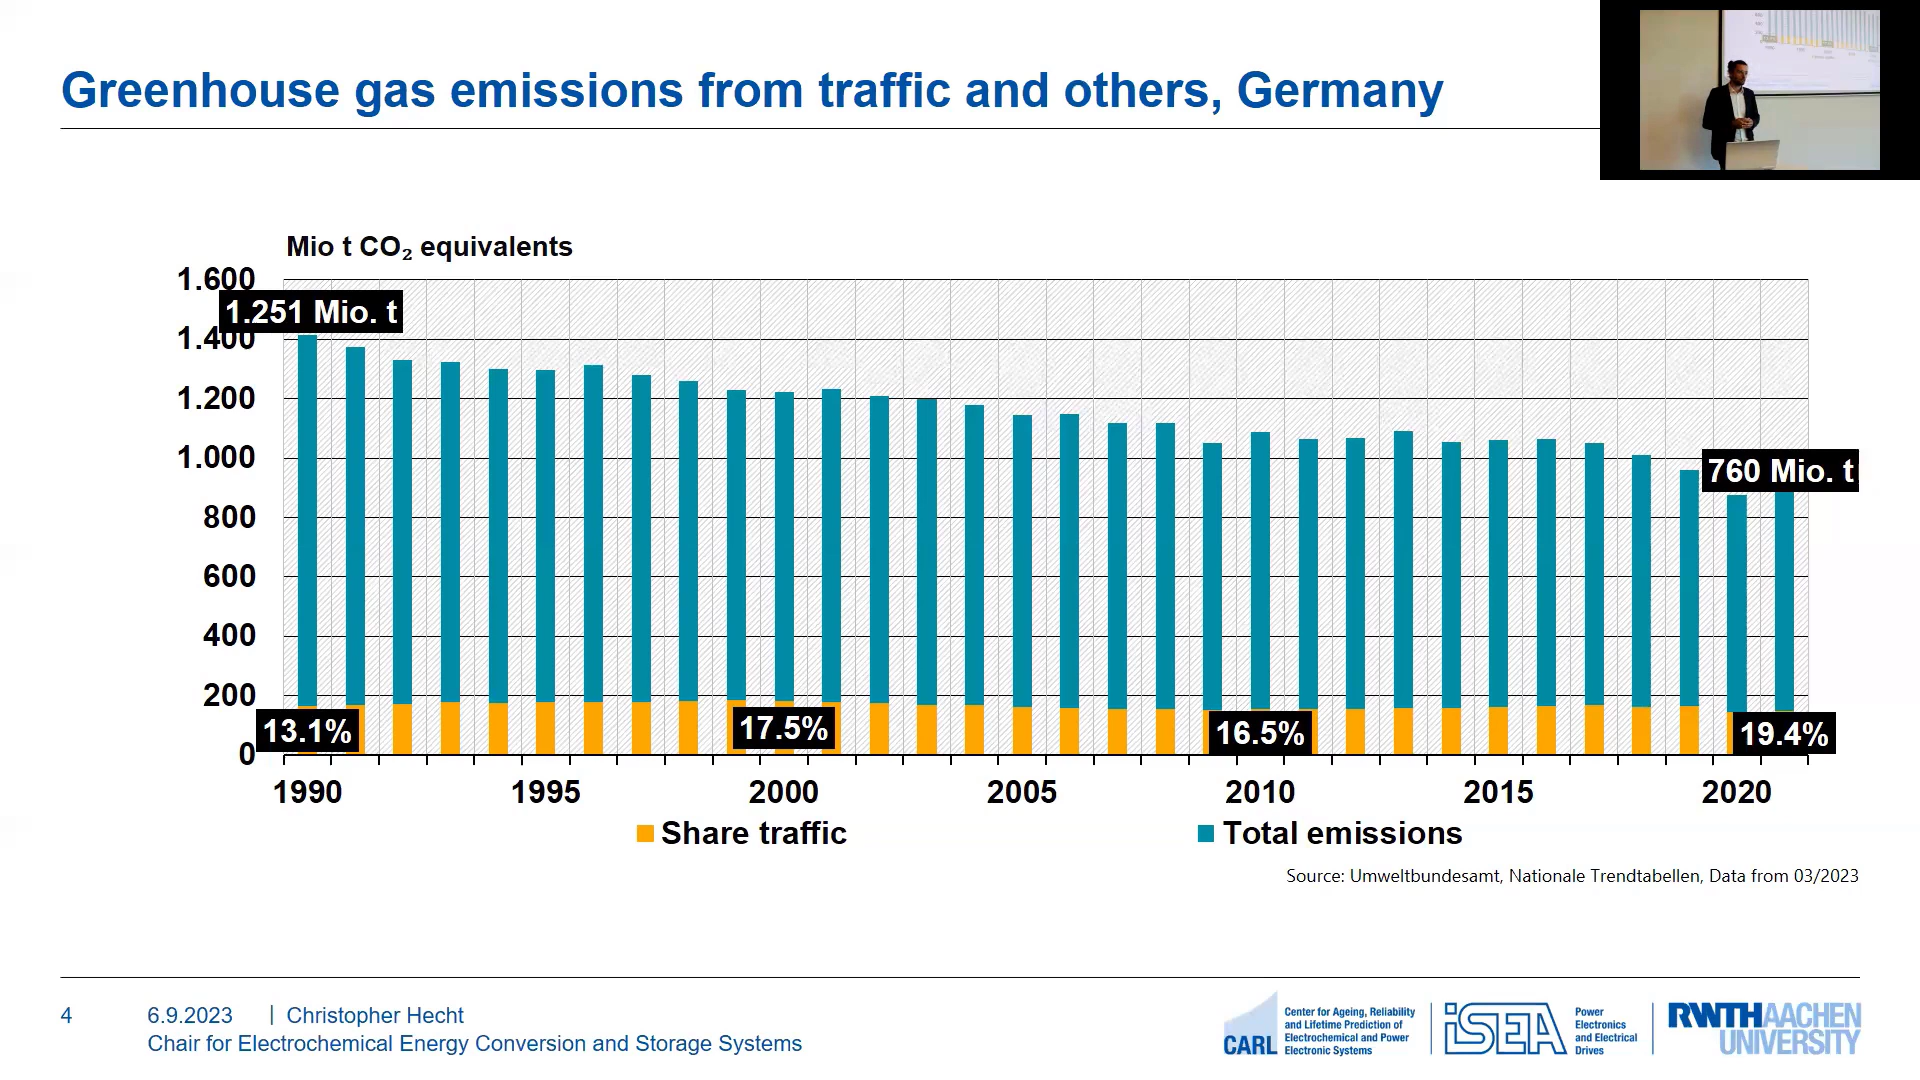 Greenhouse gas emissions from traffic and others, Germany
Mio t CO₂ equivalents
1.600
1.251 Mio. t
1.400
1.200
1.000
760 Mio. t
800
600
400
200
0
13.1%
17.5%
16.5%
19.4%
1990
1995
2000
2005
2010
2015
2020
Share traffic
Total emissions
Source: Umweltbundesamt, Nationale Trendtabellen, Data from 03/2023
4
6.9.2023 | Christopher Hecht
Chair for Electrochemical Energy Conversion and Storage Systems
CARL
Center for Ageing, Reliability
and Lifetime Prediction of
Electrochemical and Power
Electronic Systems
iSEA
Power
Electronics
and Electrical
Drives
RWTHAACHEN
UNIVERSITY